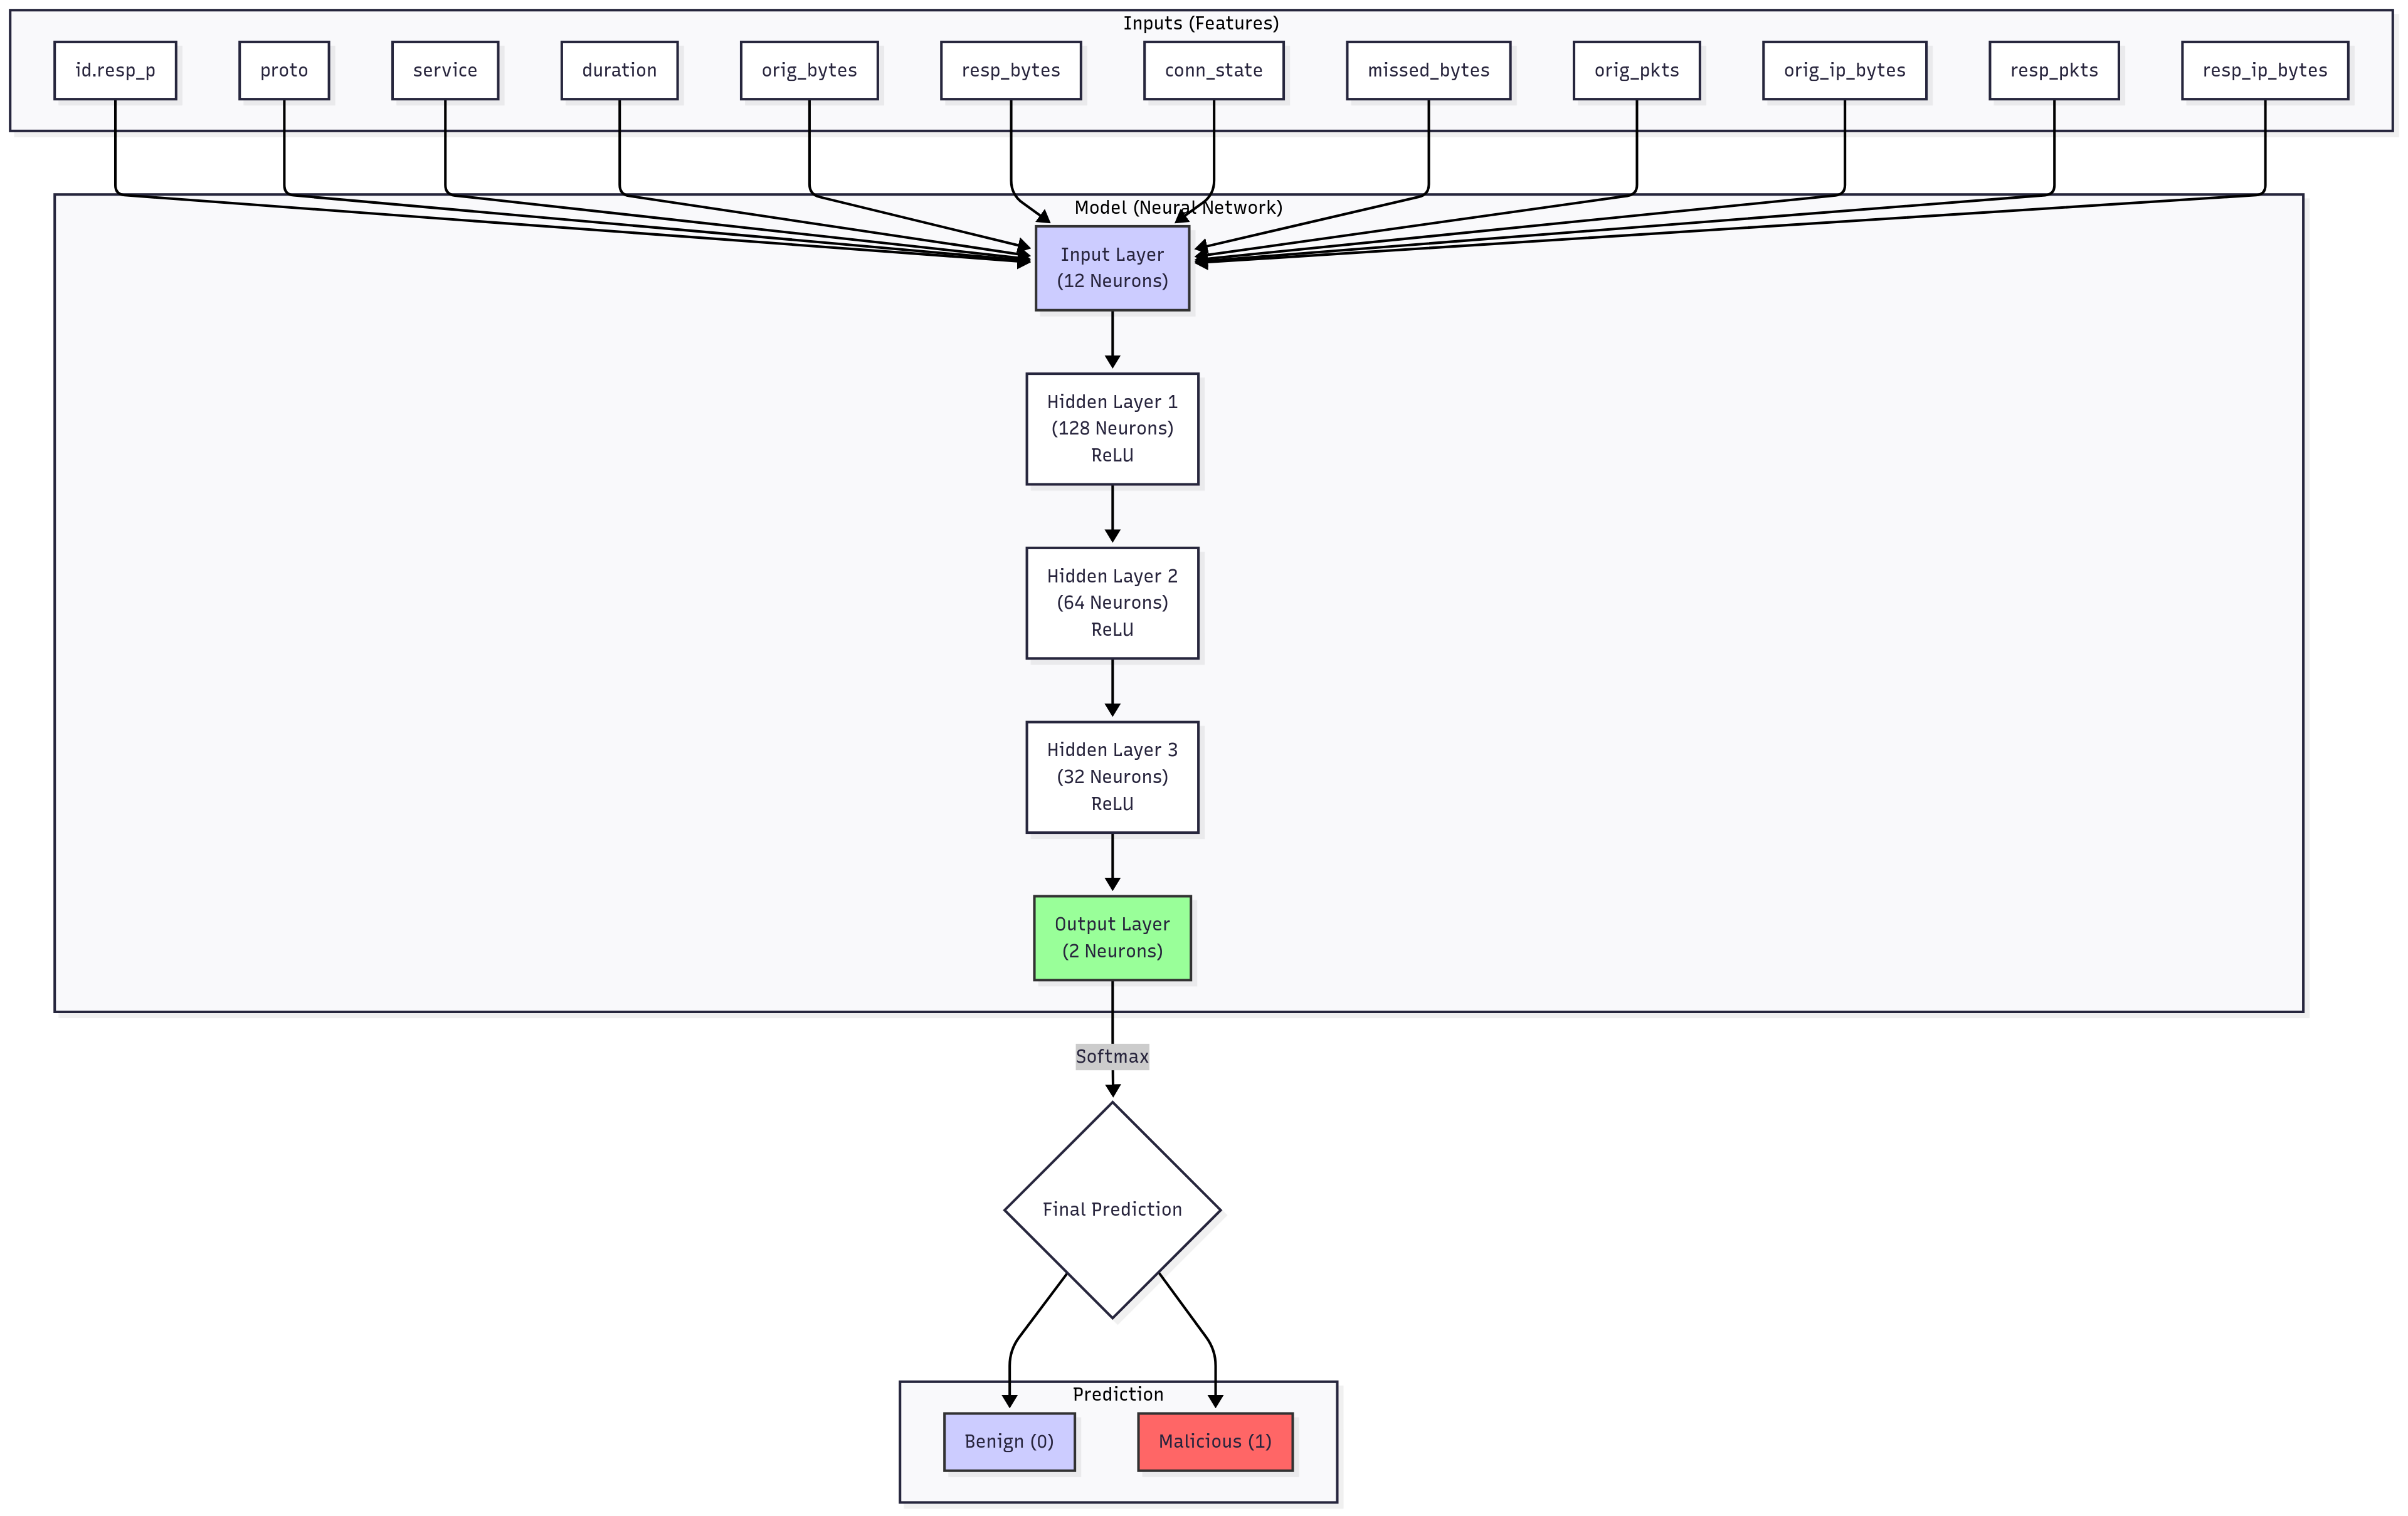 Inputs (Features)
id.resp_p
proto
service
duration
orig_bytes
resp_bytes
conn_state
missed_bytes
orig_pkts
orig_ip_bytes
resp_pkts
resp_ip_bytes
Model (Neural Network)
Input Layer
(12 Neurons)
Hidden Layer 1
(128 Neurons)
ReLU
Hidden Layer 2
(64 Neurons)
ReLU
Hidden Layer 3
(32 Neurons)
ReLU
Output Layer
(2 Neurons)
Softmax
Final Prediction
Prediction
Benign (0)
Malicious (1)